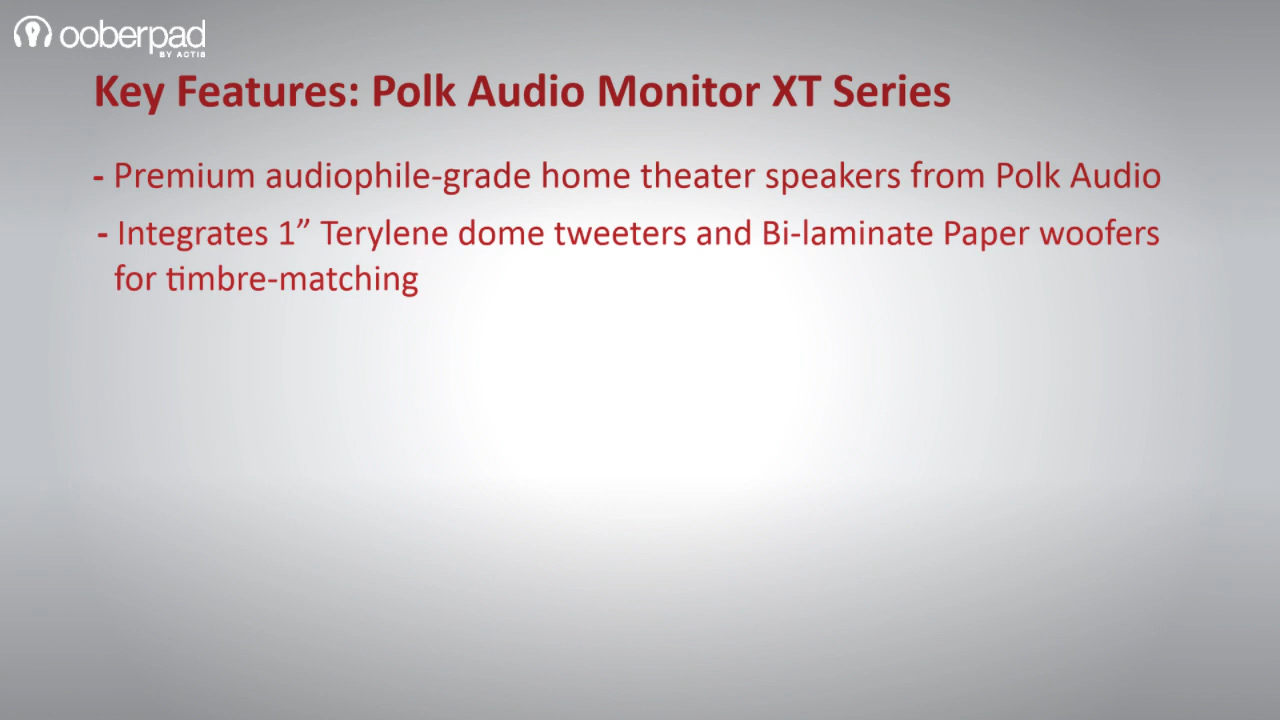 ooberpad
BY ACTIS
Key Features: Polk Audio Monitor XT Series
- Premium audiophile-grade home theater speakers from Polk Audio
- Integrates 1” Terylene dome tweeters and Bi-laminate Paper woofers
for timbre-matching